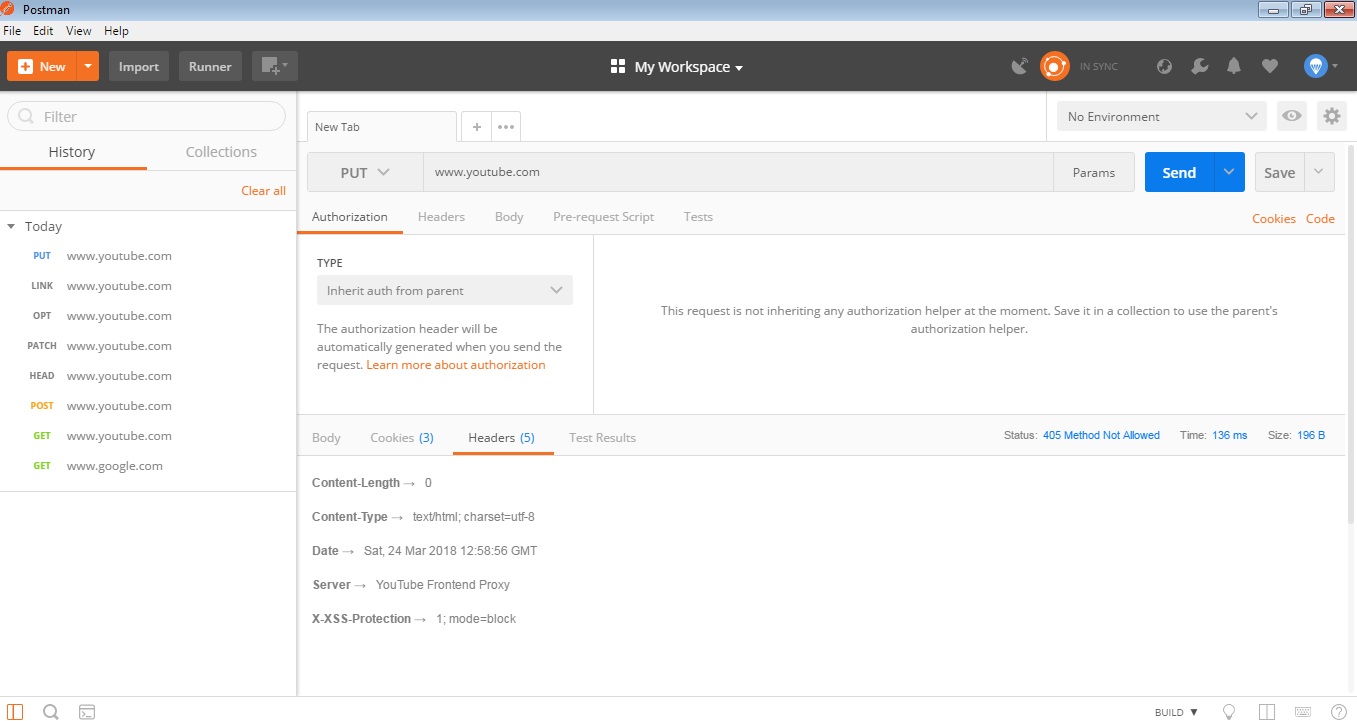 Postman
File Edit View Help
New Import Runner My Workspace IN SYNC
Filter
History Collections
Clear all
Today
PUT www.youtube.com
LINK www.youtube.com
OPT www.youtube.com
PATCH www.youtube.com
HEAD www.youtube.com
POST www.youtube.com
GET www.youtube.com
GET www.google.com
New Tab No Environment
PUT www.youtube.com Params Send Save
Authorization Headers Body Pre-request Script Tests Cookies Code
TYPE
Inherit auth from parent
The authorization header will be
automatically generated when you send the
request. Learn more about authorization
This request is not inheriting any authorization helper at the moment. Save it in a collection to use the parent's
authorization helper.
Body Cookies (3) Headers (5) Test Results Status: 405 Method Not Allowed Time: 136 ms Size: 196 B
Content-Length → 0
Content-Type → text/html; charset=utf-8
Date → Sat, 24 Mar 2018 12:58:56 GMT
Server → YouTube Frontend Proxy
X-XSS-Protection → 1; mode=block
BUILD